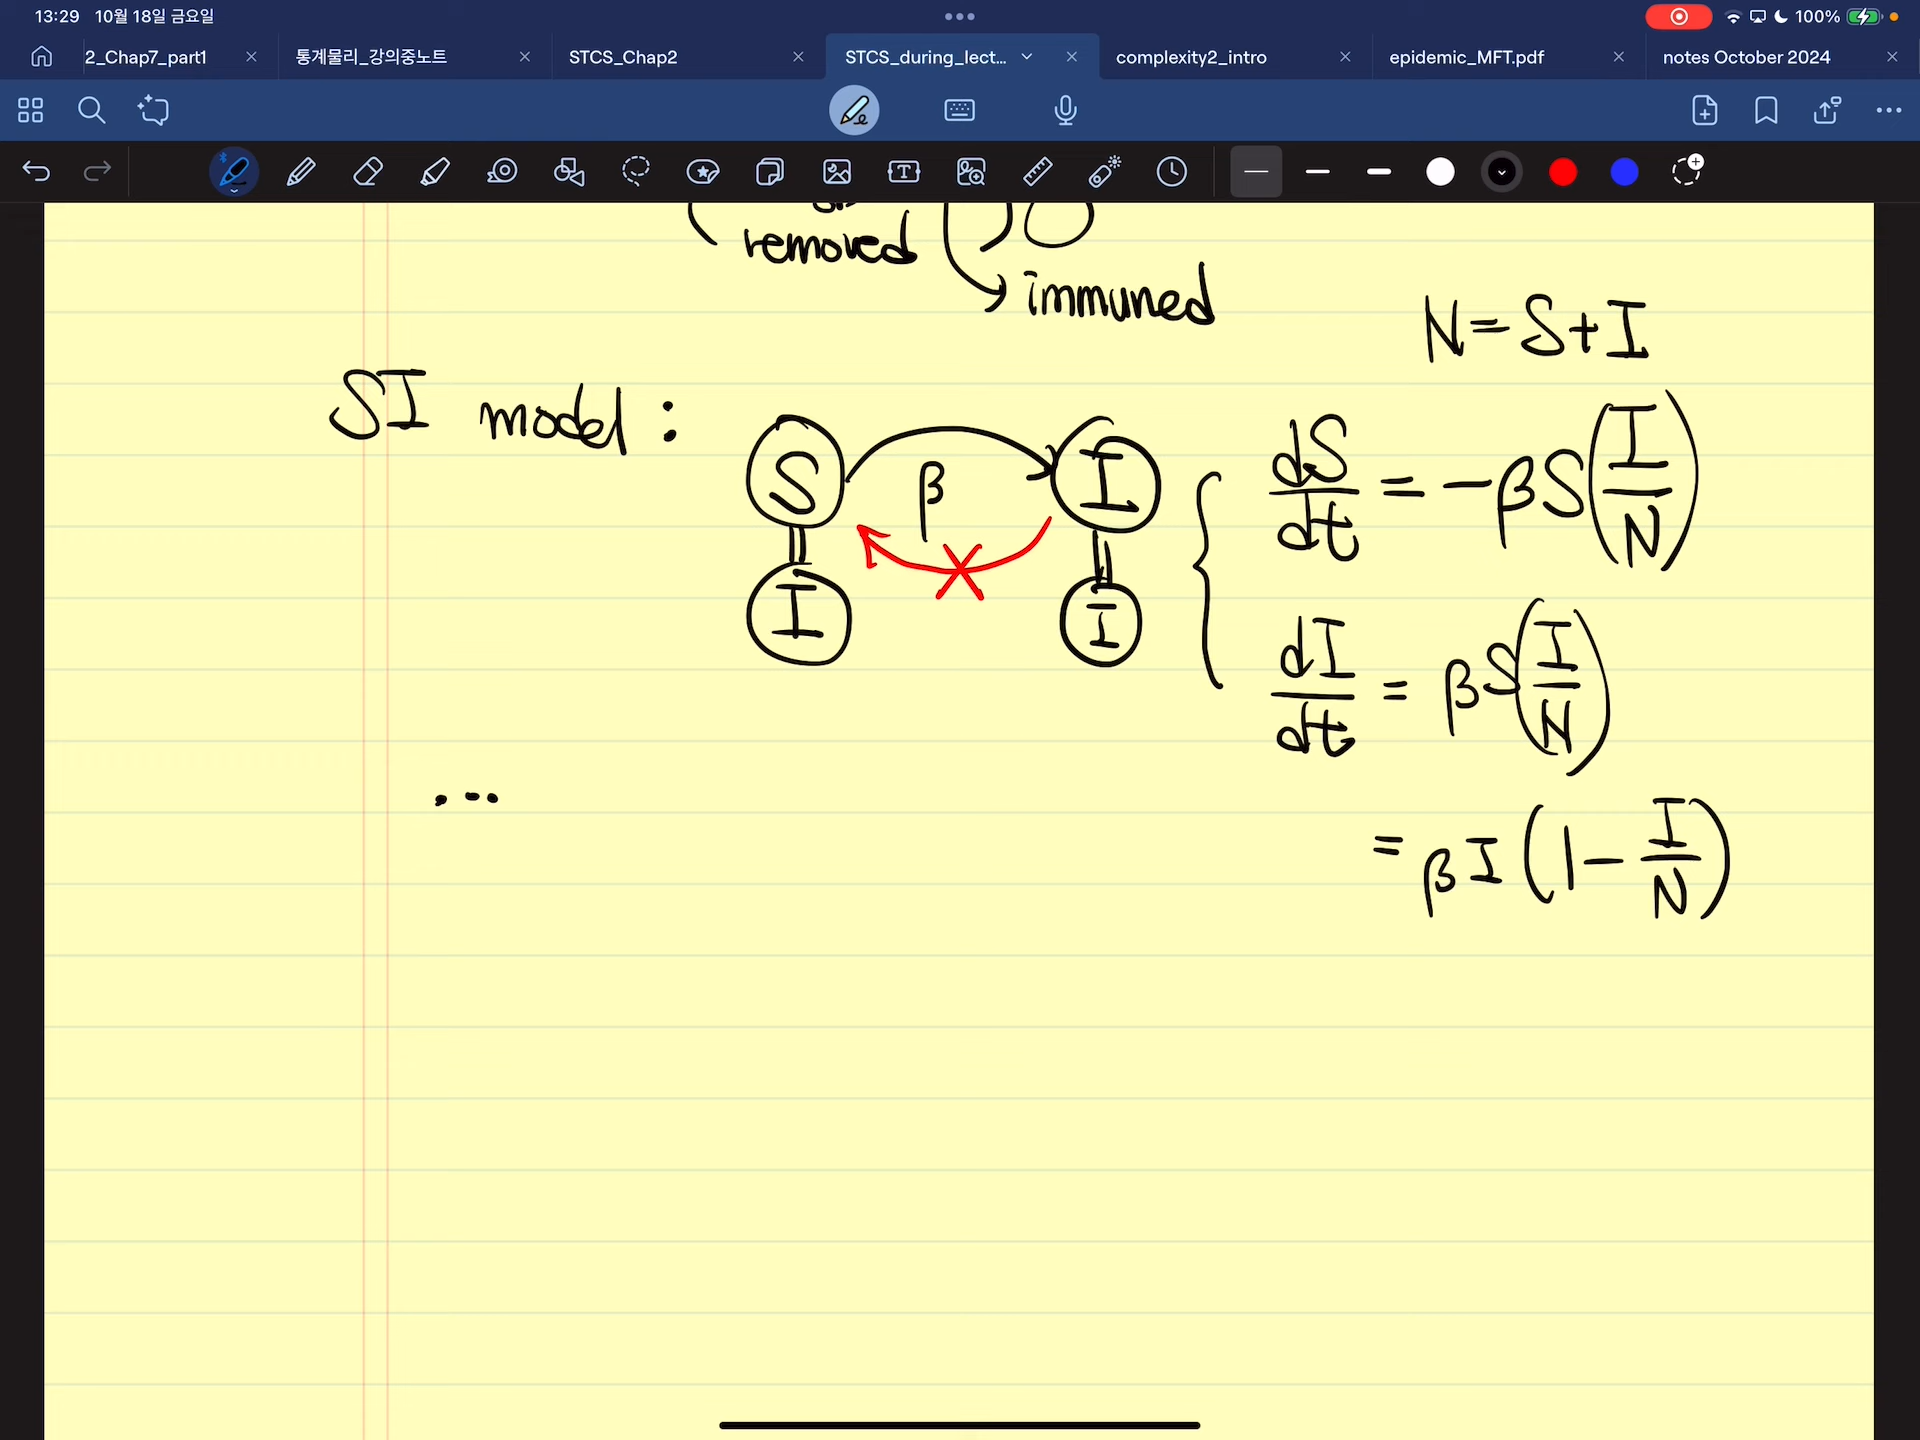 13:29 10월 18일 금요일
100%
2_Chap7_part1
통계물리_강의중노트
STCS_Chap2
STCS_during_lect...
complexity2_intro
epidemic_MFT.pdf
notes October 2024
removed
immuned
N=S+I
SI model :
S β I
I I
dS/dt = -βS(I/N)
dI/dt = βS(I/N)
...
= βI(1-I/N)